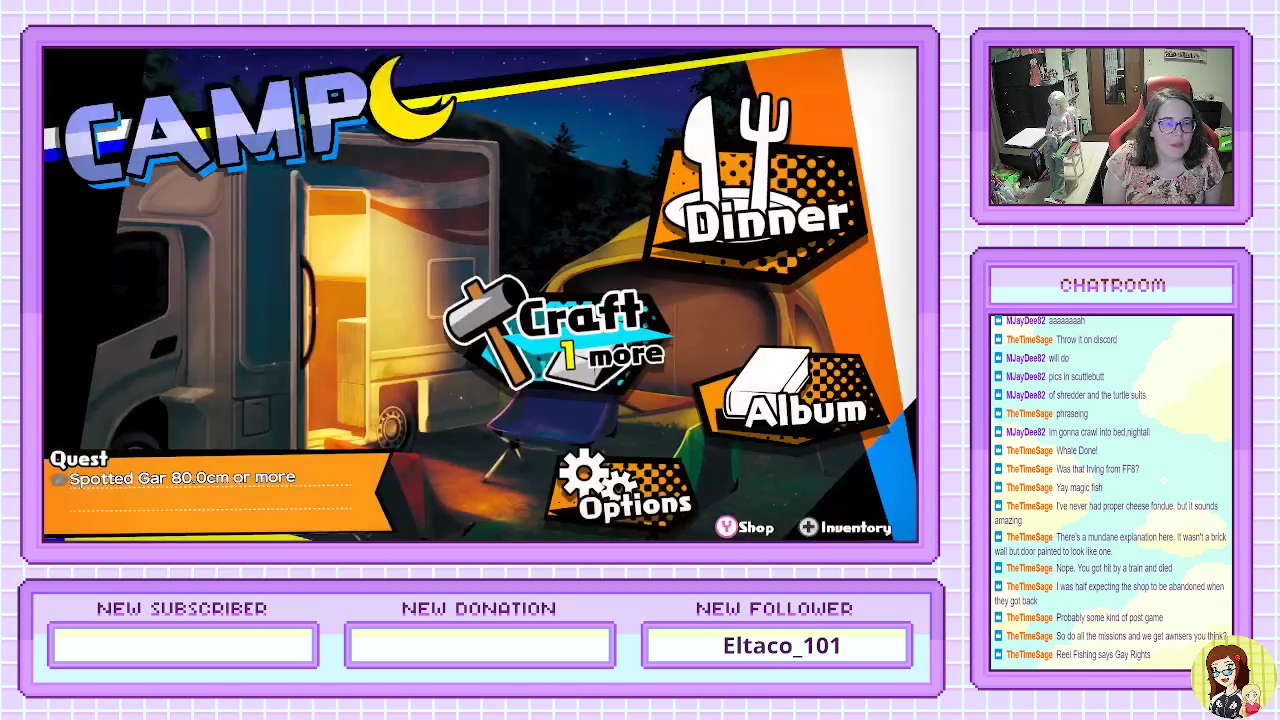 CAMP
Dinner
Craft
1 more
Album
Options
Quest
Spotted Gar 80.0cm or more
Y Shop
Inventory
NEW SUBSCRIBER
NEW DONATION
NEW FOLLOWER
Eltaco_101
CHATROOM
MJayDee82 aaaaaaaah
TheTimeSage Throw it on discord
MJayDee82 will do
MJayDee82 pics in scuttlebutt
MJayDee82 of shredder and the turtle suits
TheTimeSage phraseing
MJayDee82 Im gonna crawl into bed,nightall
TheTimeSage Whole Done!
TheTimeSage Was that Irving from FF8?
TheTimeSage Yay manic time
TheTimeSage I've never had cheese fondue but it sounds
amazing
TheTimeSage There is a mundane explaination here. It wasn't a brick
wall but door painted to look like one.
TheTimeSage Nope. You got hit by a train and died
TheTimeSage I was half expecting the shop to be abandoned when
they got back
TheTimeSage Probably some kind of post game
TheTimeSage So do all the missions and we get awnsers you think?
TheTimeSage Reel Fishing says Gay Rights